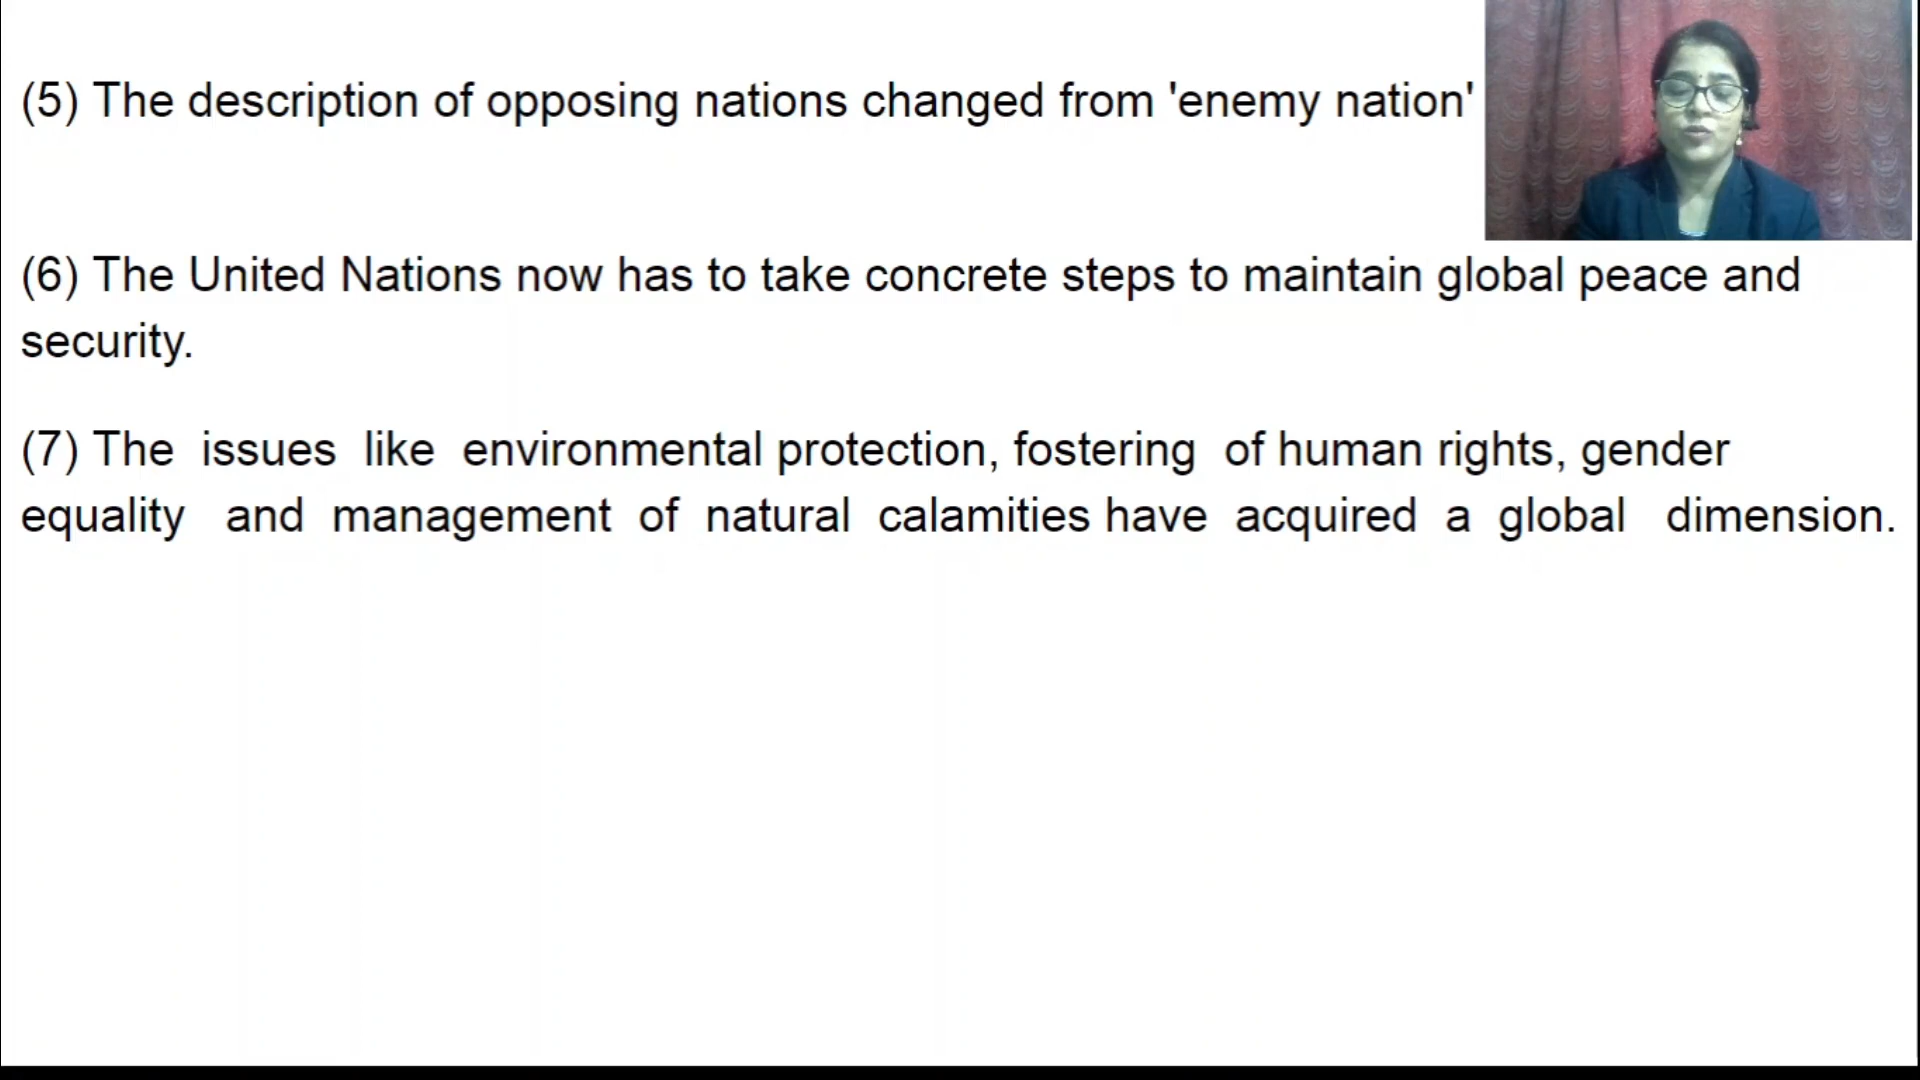 (5) The description of opposing nations changed from 'enemy nation'
(6) The United Nations now has to take concrete steps to maintain global peace and
security.
(7) The issues like environmental protection, fostering of human rights, gender
equality and management of natural calamities have acquired a global dimension.